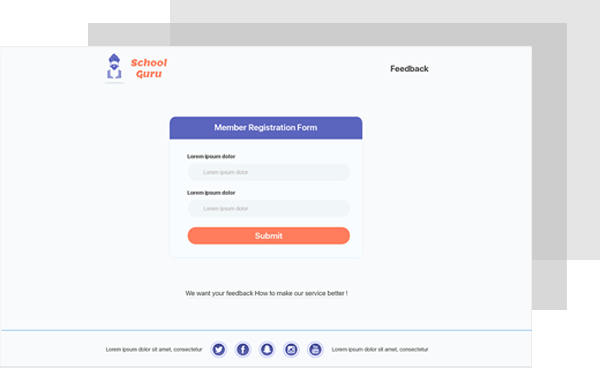 School
Guru
Feedback
Member Registration Form
Lorem ipsum dolor
Lorem ipsum dolor
Lorem ipsum dolor
Lorem ipsum dolor
Submit
We want your feedback How to make our service better !
Lorem ipsum dolor sit amet, consectetur
Lorem ipsum dolor sit amet, consectetur